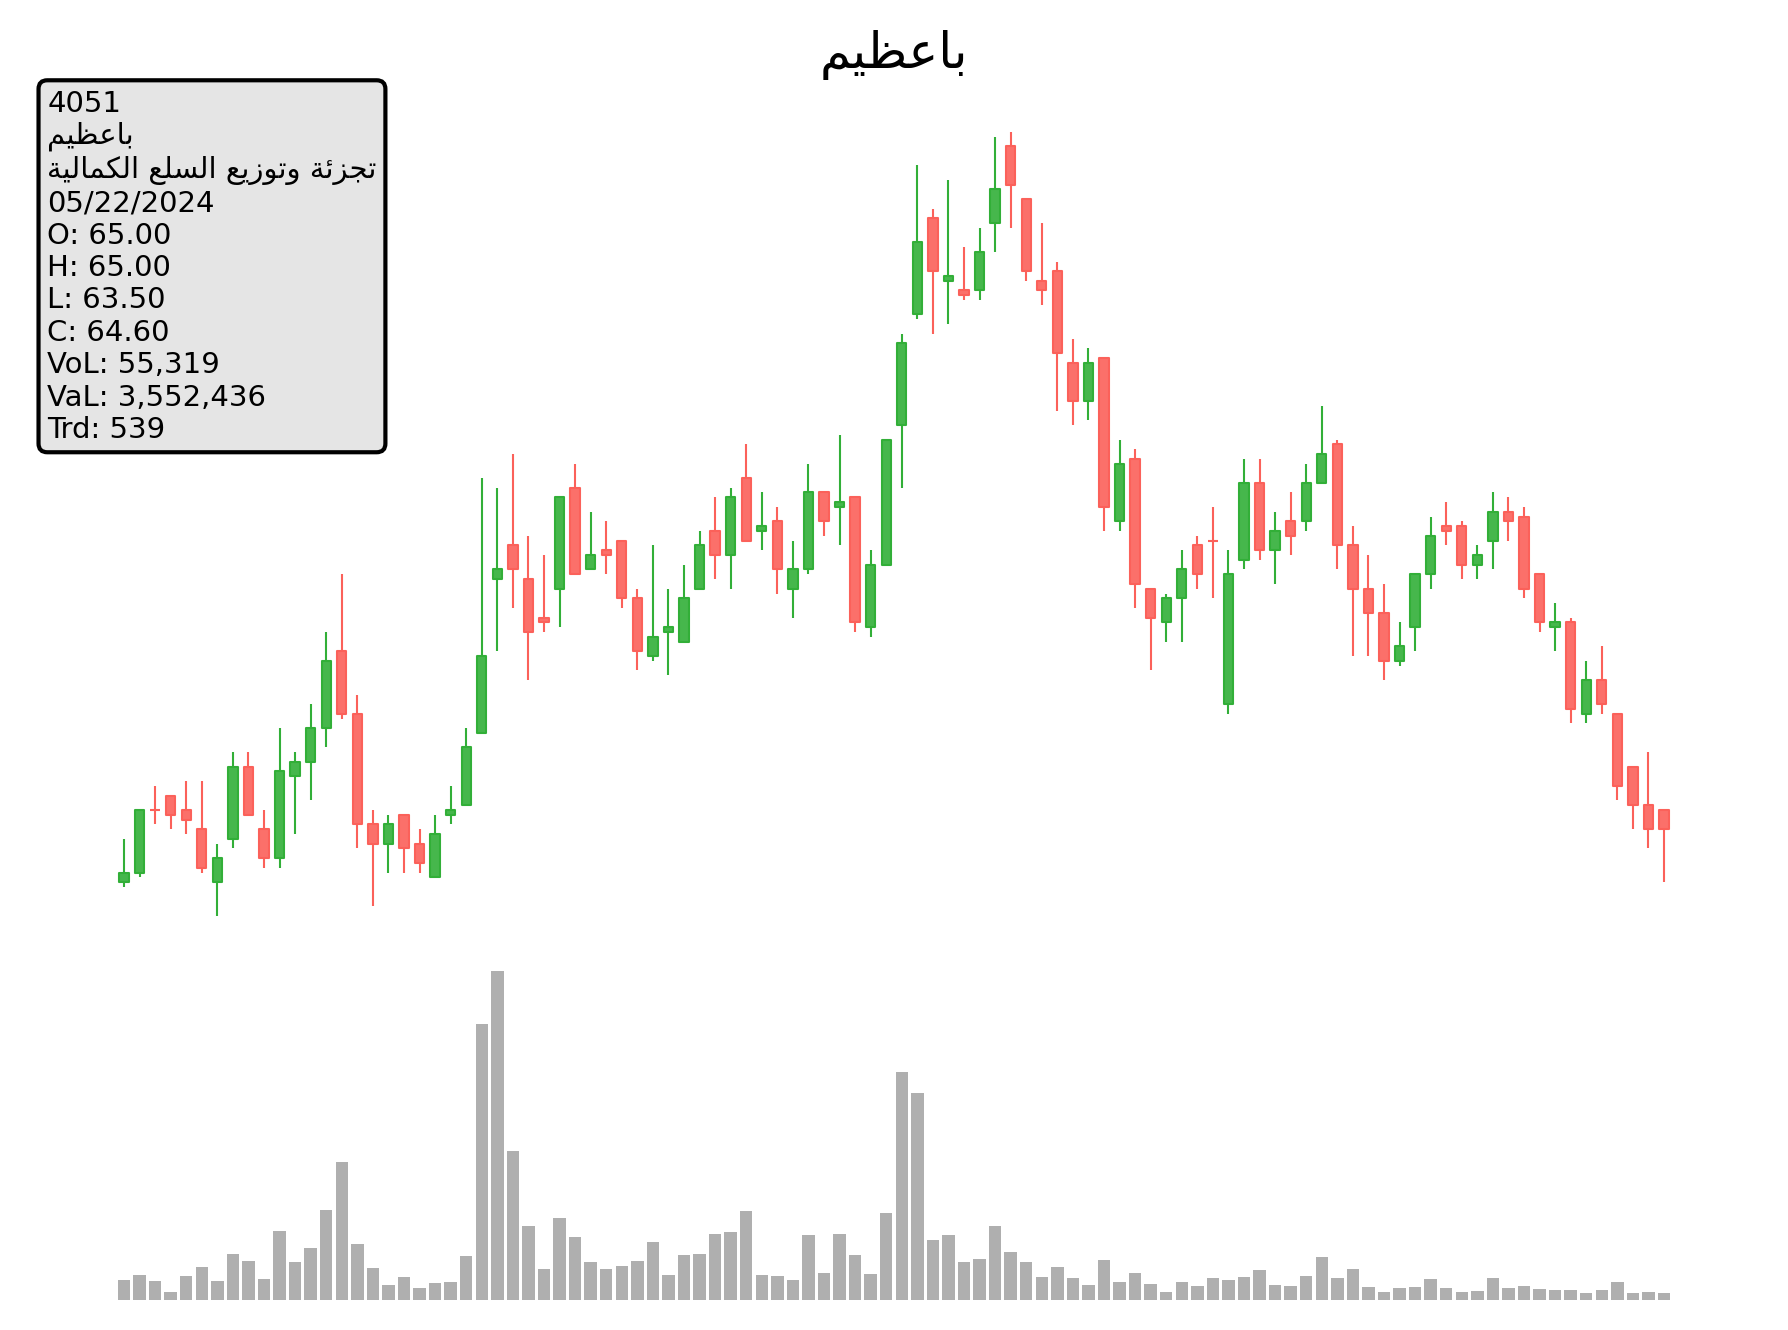 باعظيم
4051
باعظيم
تجزئة وتوزيع السلع الكمالية
05/22/2024
O: 65.00
H: 65.00
L: 63.50
C: 64.60
VoL: 55,319
VaL: 3,552,436
Trd: 539